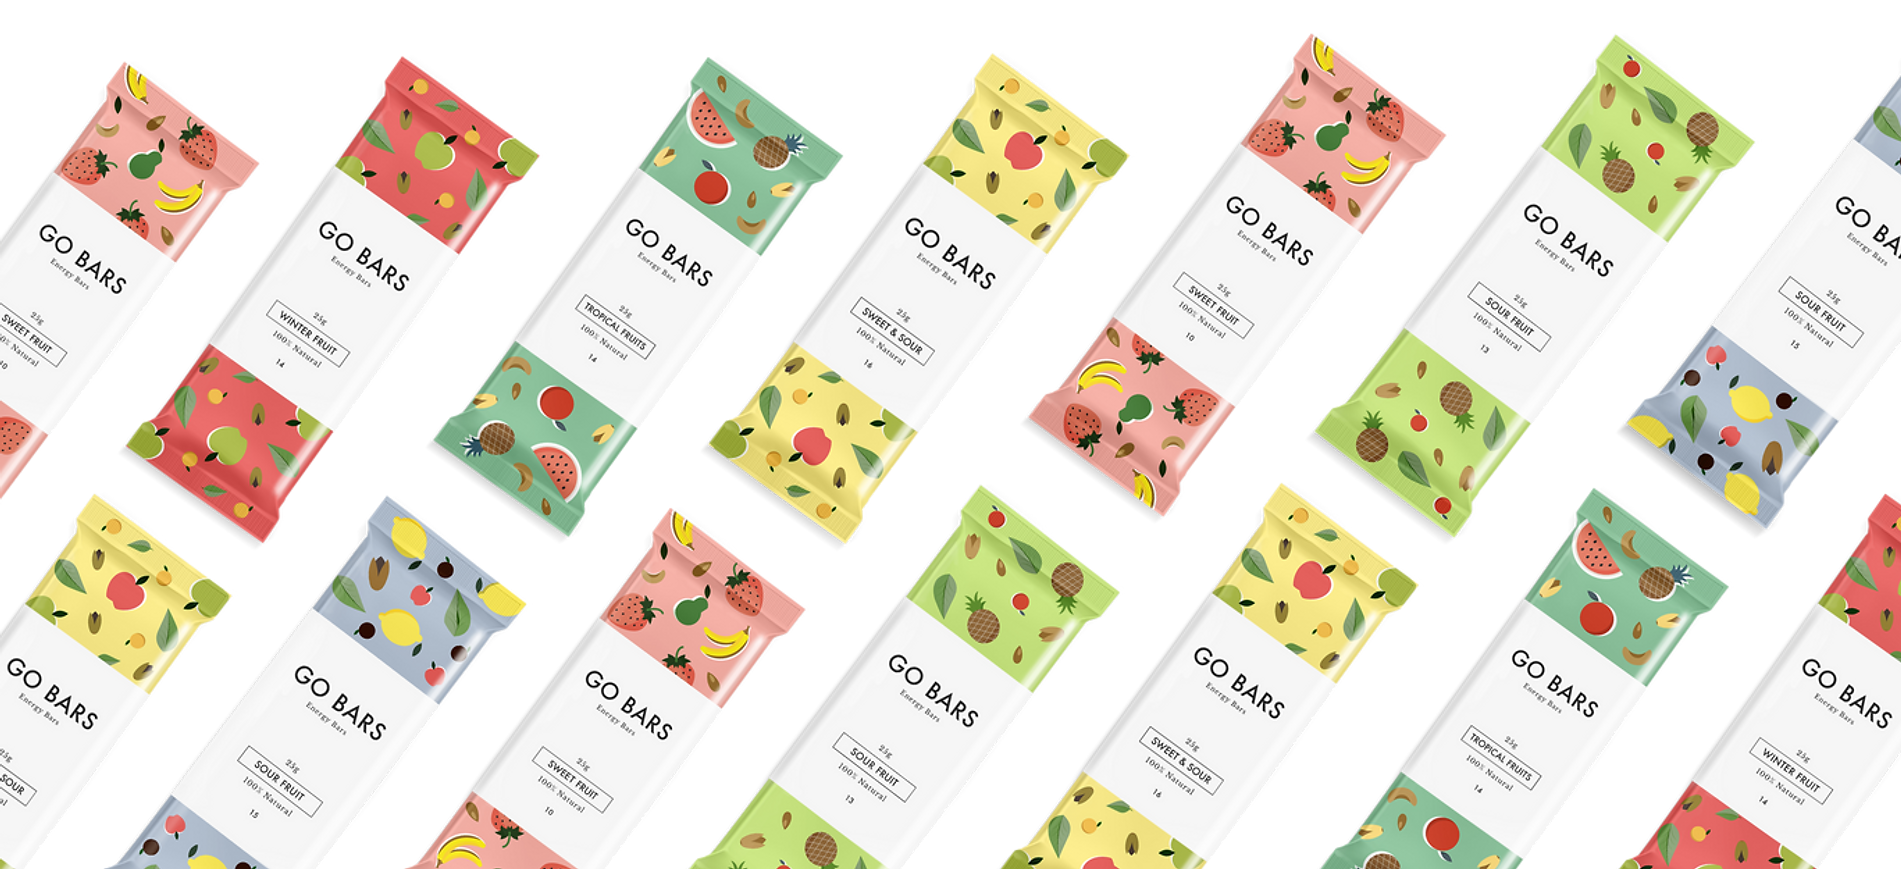 GO BARS
Energy Bars
25g
WINTER FRUIT
100% Natural
14
GO BARS
Energy Bars
25g
TROPICAL FRUITS
100% Natural
14
GO BARS
Energy Bars
25g
SWEET & SOUR
100% Natural
16
GO BARS
Energy Bars
25g
SWEET FRUIT
100% Natural
10
GO BARS
Energy Bars
25g
SOUR FRUIT
100% Natural
13
GO BA
Energy Ba
25g
SOUR FRUIT
100% Natural
15
GO BARS
Energy Bars
25g
SWEET FRUIT
10
GO BARS
Energy Bars
25g
SOUR
GO BARS
Energy Bars
25g
SOUR FRUIT
100% Natural
15
GO BARS
Energy Bars
25g
SWEET FRUIT
100% Natural
10
GO BARS
Energy Bars
25g
SOUR FRUIT
100% Natural
13
GO BARS
Energy Bars
25g
SWEET & SOUR
100% Natural
16
GO BARS
Energy Bars
25g
TROPICAL FRUITS
100% Natural
14
GO BARS
Energy Bars
25g
WINTER FRUIT
100% Natural
14